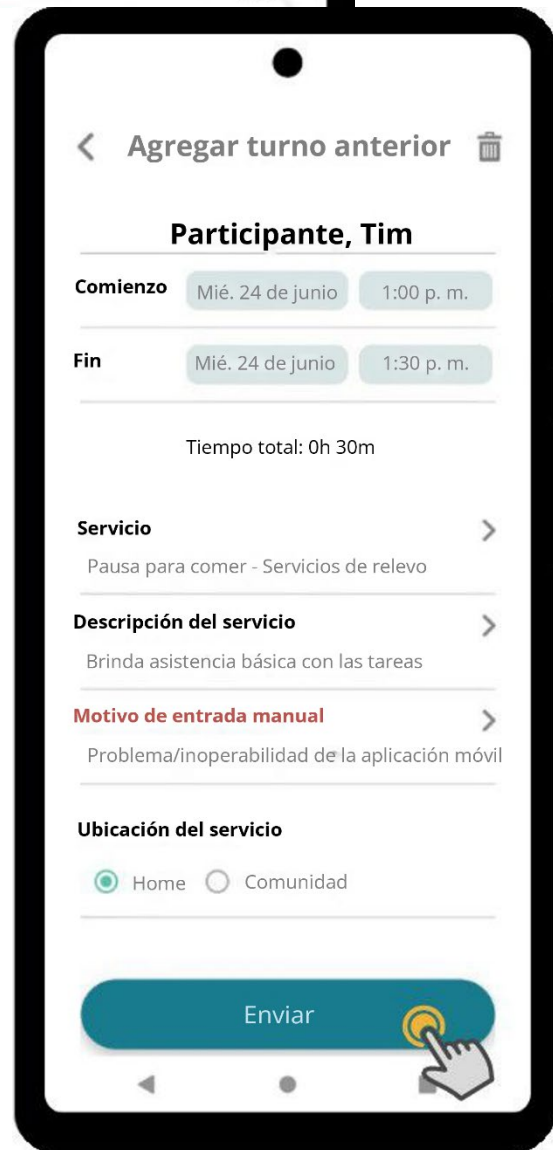 Agregar turno anterior
Participante, Tim
Comienzo Mié. 24 de junio 1:00 p. m.
Fin Mié. 24 de junio 1:30 p. m.
Tiempo total: 0h 30m
Servicio
Pausa para comer - Servicios de relevo
Descripción del servicio
Brinda asistencia básica con las tareas
Motivo de entrada manual
Problema/inoperabilidad de la aplicación móvil
Ubicación del servicio
Home Comunidad
Enviar